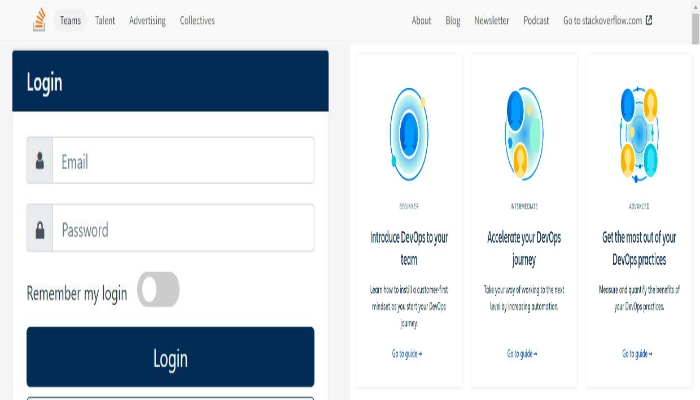 Teams Talent Advertising Collectives About Blog Newsletter Podcast Go to stackoverflow.com
Login
Email
Password
Remember my login
Login
BEGINNER
Introduce DevOps to your
team
Learn how to instill a customer-first
mindset as you start your DevOps
journey.
Go to guide →
INTERMEDIATE
Accelerate your DevOps
journey
Take your way of working to the next
level by increasing automation.
Go to guide →
ADVANCED
Get the most out of your
DevOps practices
Measure and quantify the benefits of
your DevOps practices.
Go to guide →